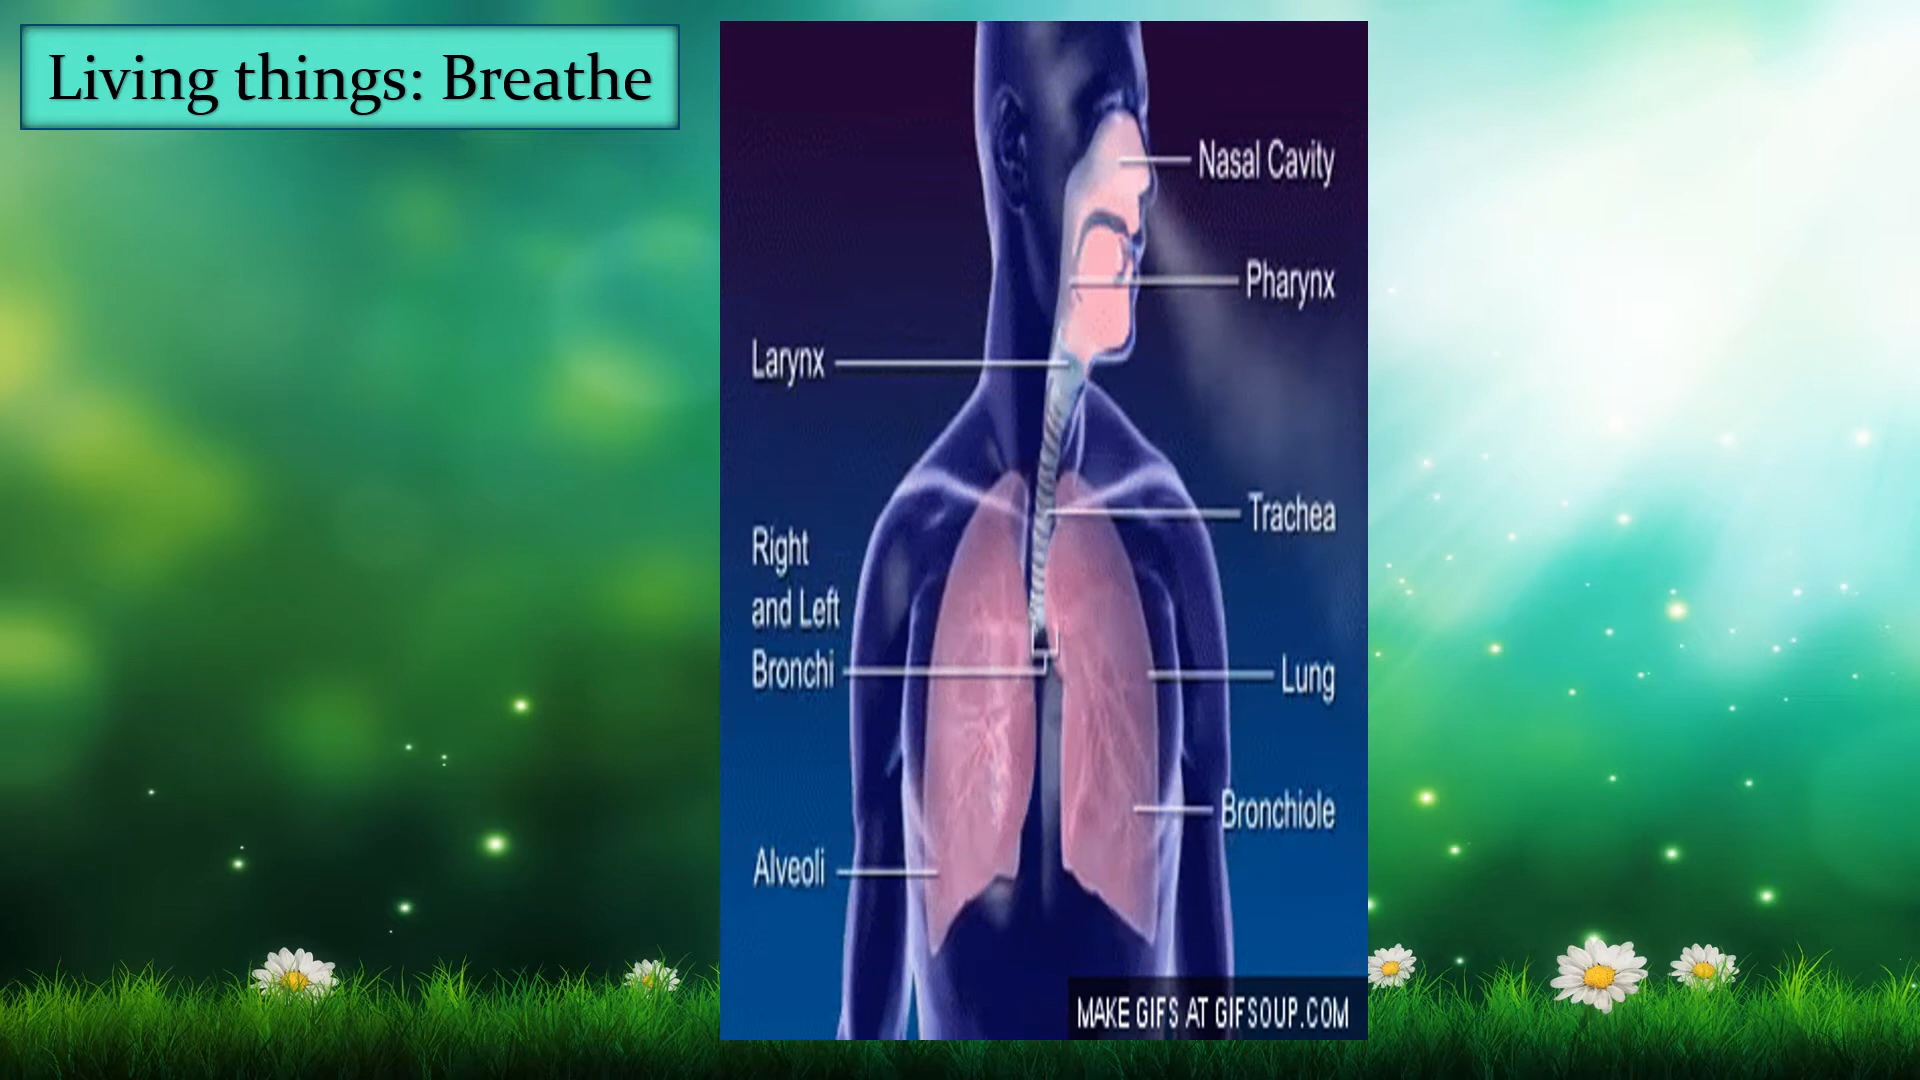 Living things: Breathe
Nasal Cavity
Pharynx
Larynx
Trachea
Right
and Left
Bronchi
Lung
Bronchiole
Alveoli
MAKE GIFS AT GIFSOUP.COM